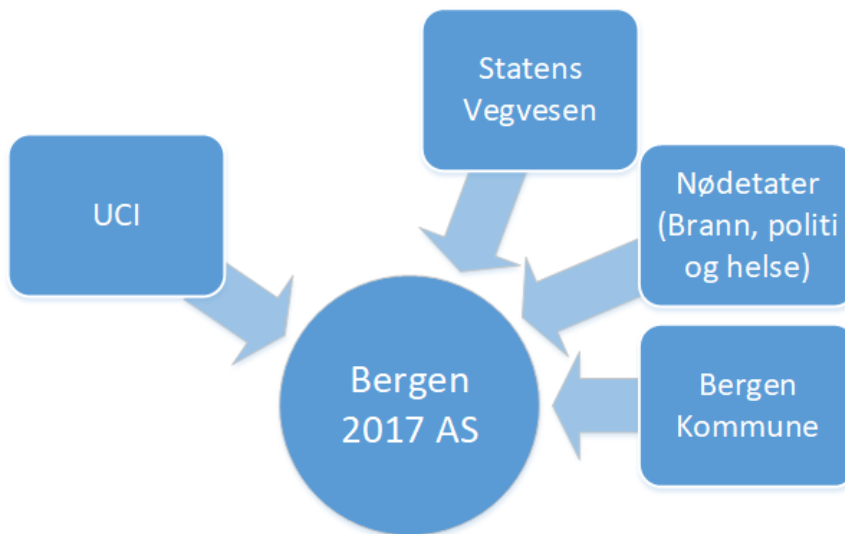 Statens
Vegvesen
UCI
Nødetater
(Brann, politi
og helse)
Bergen
2017 AS
Bergen
Kommune